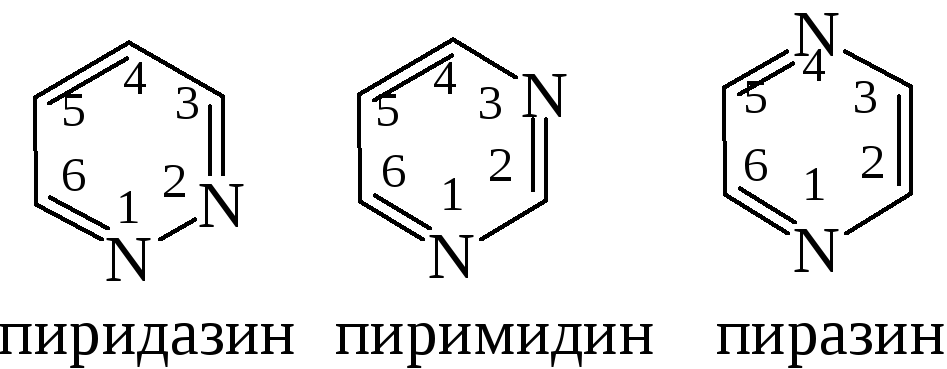 4 3 5 6 2 1 N N
4 3 N 5 6 2 1 N
N 4 5 3 6 2 1 N
пиридазин пиримидин пиразин